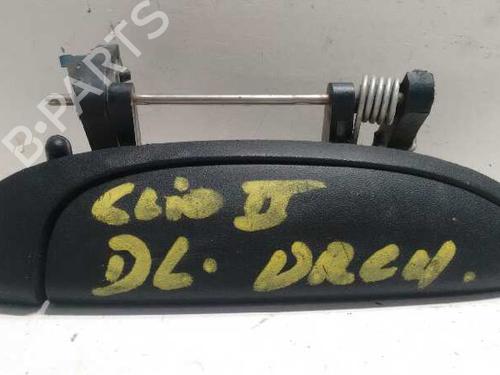 B-PARTS
CLIO II
DL. DRCH.